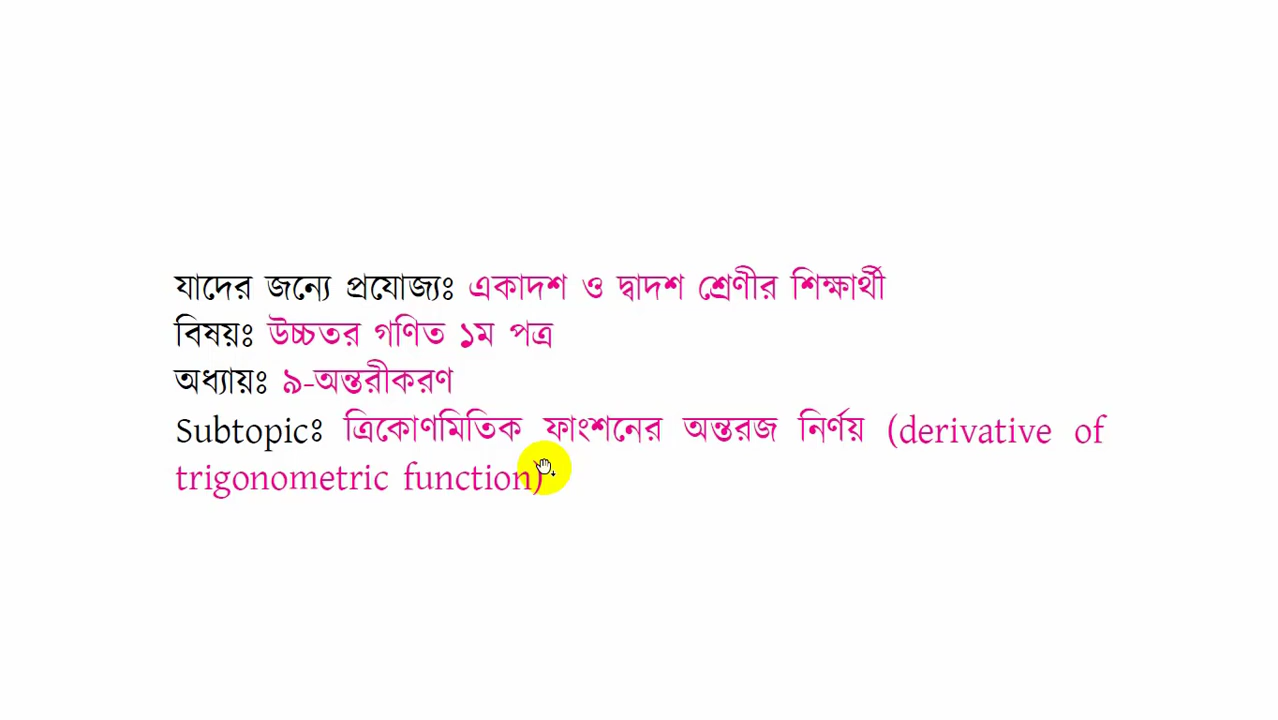 যাদের জন্যে প্রযোজ্যঃ একাদশ ও দ্বাদশ শ্রেণীর শিক্ষার্থী
বিষয়ঃ উচ্চতর গণিত ১ম পত্র
অধ্যায়ঃ ৯-অন্তরীকরণ
Subtopicঃ ত্রিকোণমিতিক ফাংশনের অন্তরজ নির্ণয় (derivative of
trigonometric function)